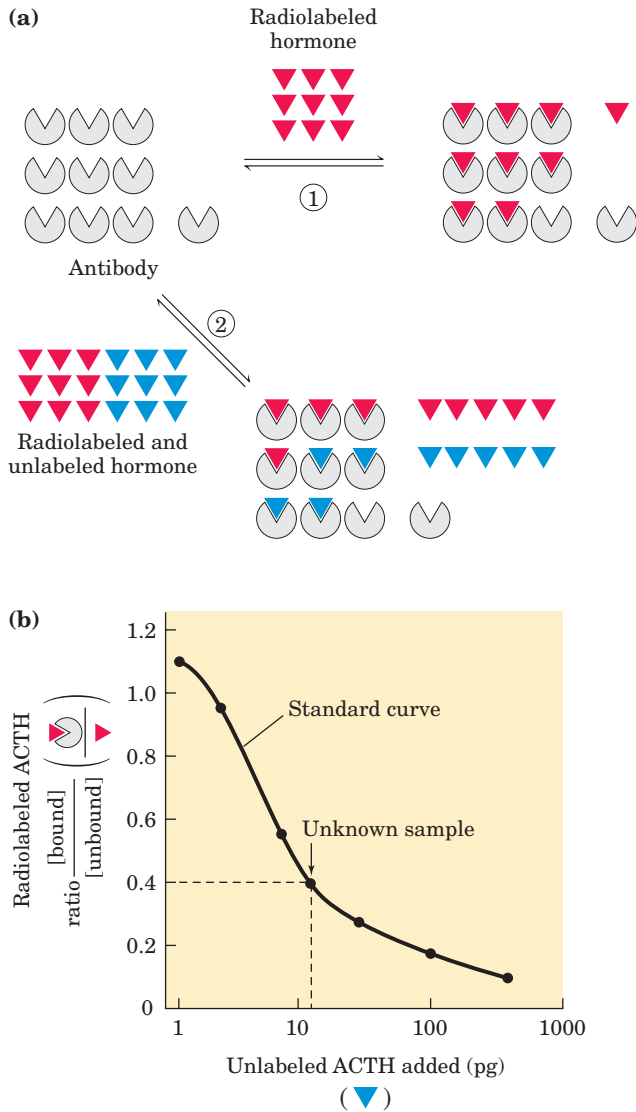 (a)
Radiolabeled
hormone
1
Antibody
2
Radiolabeled and
unlabeled hormone
(b)
1.2
1.0
0.8
0.6
0.4
0.2
0
Radiolabeled ACTH
ratio [bound]
[unbound]
Standard curve
Unknown sample
1 10 100 1000
Unlabeled ACTH added (pg)
( )